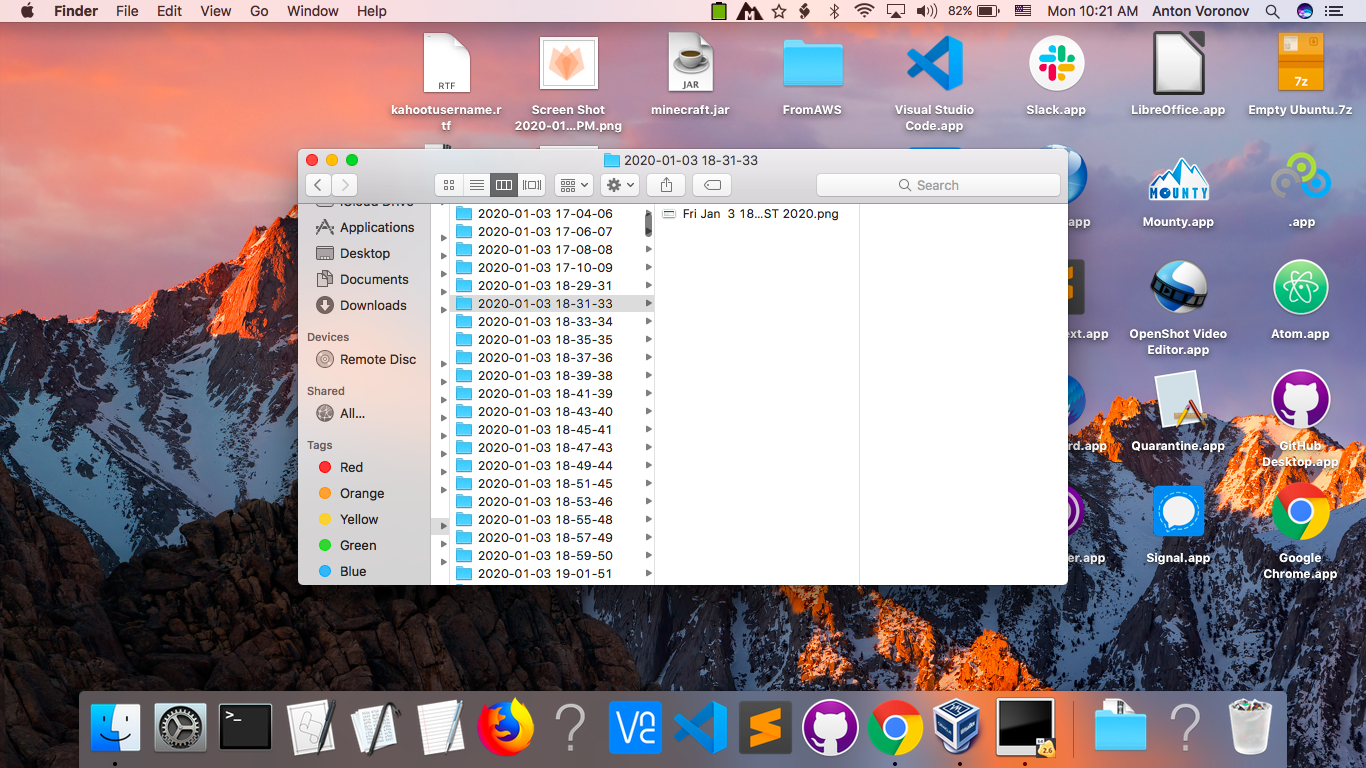 Finder File Edit View Go Window Help 82% Mon 10:21 AM Anton Voronov
RTF
kahootusername.r
tf
Screen Shot
2020-01...PM.png
JAR
minecraft.jar
FromAWS
Visual Studio
Code.app
Slack.app
LibreOffice.app
7z
Empty Ubuntu.7z
2020-01-03 18-31-33
Search
iCloud Drive
Applications
Desktop
Documents
Downloads
Devices
Remote Disc
Shared
All...
Tags
Red
Orange
Yellow
Green
Blue
2020-01-03 17-04-06
2020-01-03 17-06-07
2020-01-03 17-08-08
2020-01-03 17-10-09
2020-01-03 18-29-31
2020-01-03 18-31-33
2020-01-03 18-33-34
2020-01-03 18-35-35
2020-01-03 18-37-36
2020-01-03 18-39-38
2020-01-03 18-41-39
2020-01-03 18-43-40
2020-01-03 18-45-41
2020-01-03 18-47-43
2020-01-03 18-49-44
2020-01-03 18-51-45
2020-01-03 18-53-46
2020-01-03 18-55-48
2020-01-03 18-57-49
2020-01-03 18-59-50
2020-01-03 19-01-51
Fri Jan 3 18...ST 2020.png
.app
MOUNTY
Mounty.app
.app
ext.app
OpenShot Video
Editor.app
Atom.app
rd.app
Quarantine.app
GitHub
Desktop.app
er.app
Signal.app
Google
Chrome.app
>_
2.6